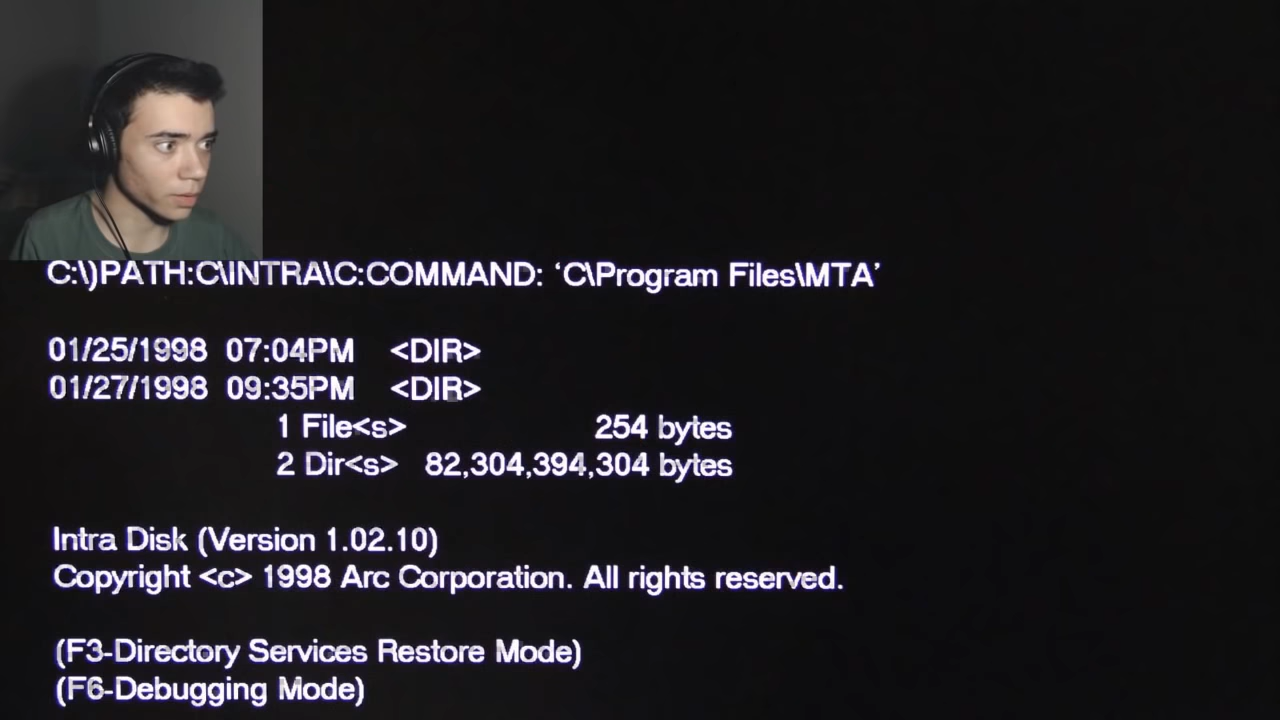 C:\)PATH:C\INTRA\C:COMMAND: ‘C\Program Files\MTA’
01/25/1998 07:04PM <DIR>
01/27/1998 09:35PM <DIR>
1 File<s> 254 bytes
2 Dir<s> 82,304,394,304 bytes
Intra Disk (Version 1.02.10)
Copyright <c> 1998 Arc Corporation. All rights reserved.
(F3-Directory Services Restore Mode)
(F6-Debugging Mode)